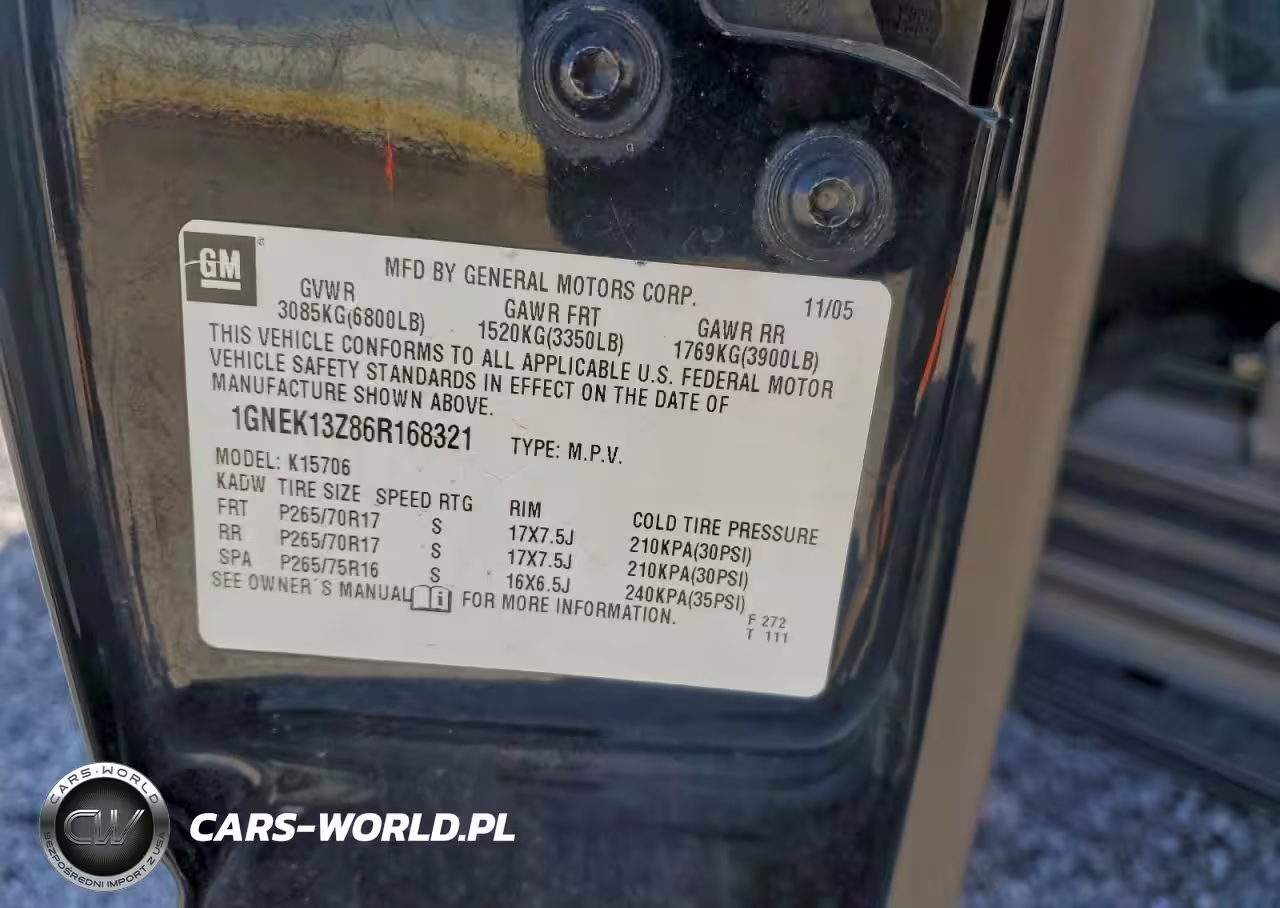 GM
®
MFD BY GENERAL MOTORS CORP.
11/05
GVWR GAWR FRT GAWR RR
3085KG(6800LB) 1520KG(3350LB) 1769KG(3900LB)
THIS VEHICLE CONFORMS TO ALL APPLICABLE U.S. FEDERAL MOTOR
VEHICLE SAFETY STANDARDS IN EFFECT ON THE DATE OF
MANUFACTURE SHOWN ABOVE.
1GNEK13Z86R168321 TYPE: M.P.V.
MODEL: K15706
KADW TIRE SIZE SPEED RTG RIM COLD TIRE PRESSURE
FRT P265/70R17 S 17X7.5J 210KPA(30PSI)
RR P265/70R17 S 17X7.5J 210KPA(30PSI)
SPA P265/75R16 S 16X6.5J 240KPA(35PSI)
SEE OWNER´S MANUAL i FOR MORE INFORMATION.
F 272
T 111
CARS-WORLD
CW
BEZPOŚREDNI IMPORT Z USA
CARS-WORLD.PL